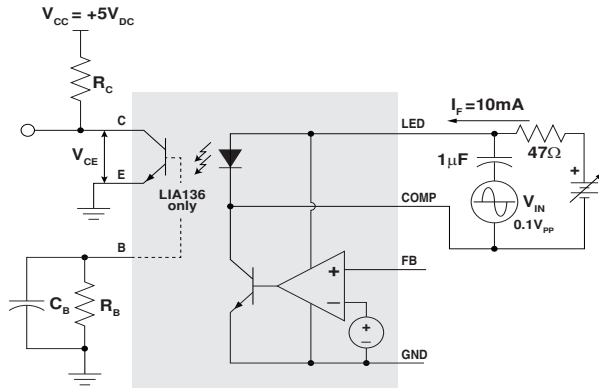 V_CC = +5V_DC
R_C
C
V_CE
E
LIA136
only
B
C_B
R_B
LED
I_F = 10mA
47Ω
1μF
V_IN
0.1V_PP
+
COMP
FB
+
–
+
–
GND